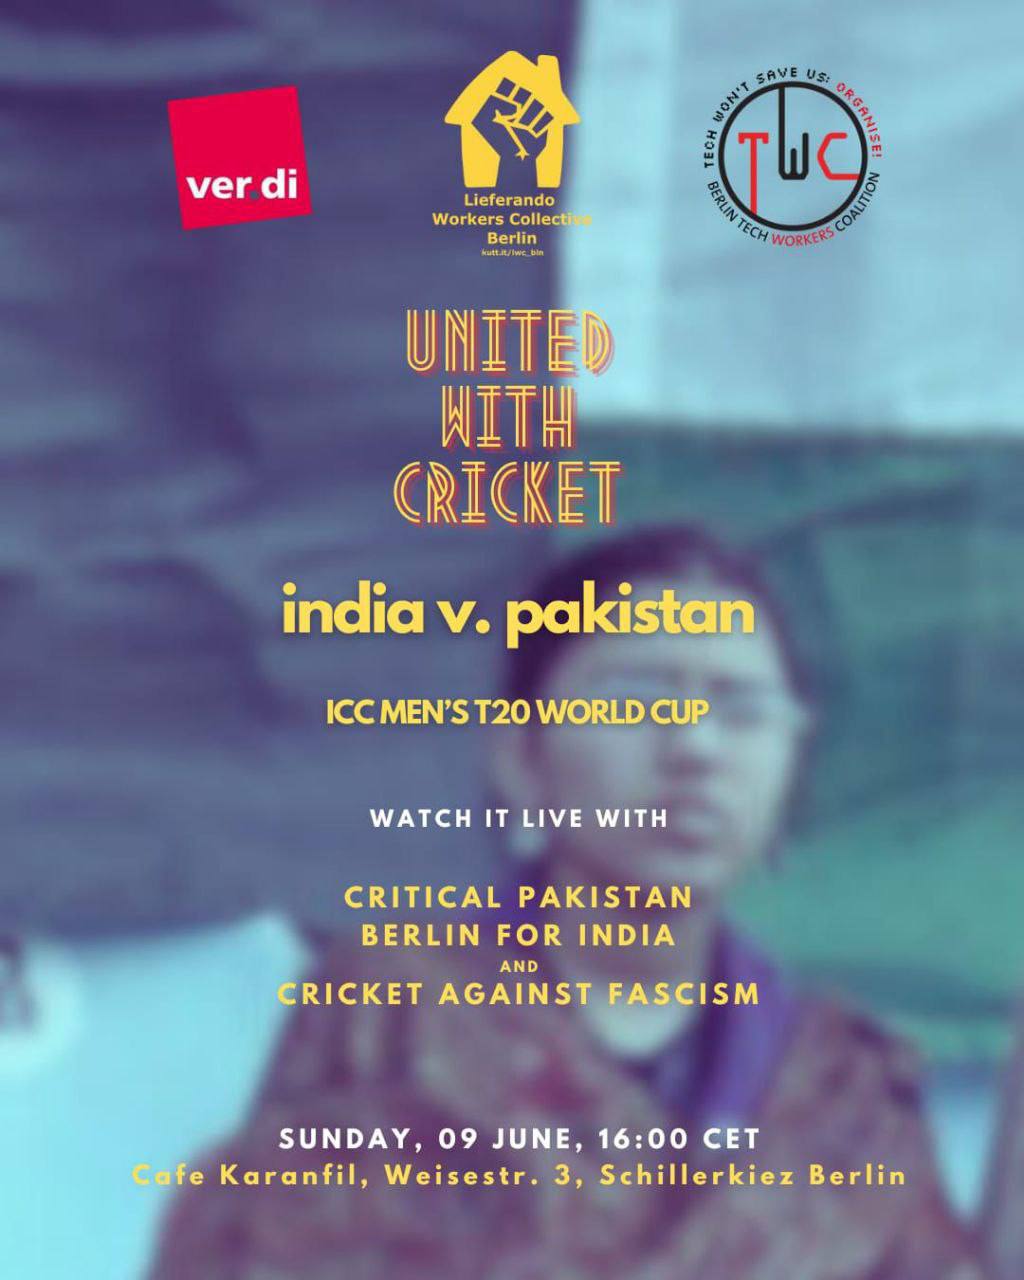 ver.di
Lieferando
Workers Collective
Berlin
kutt.it/lwc_bln
TECH WON'T SAVE US: ORGANISE!
TWC
BERLIN TECH WORKERS COALITION
UNITED
WITH
CRICKET
india v. pakistan
ICC MEN'S T20 WORLD CUP
WATCH IT LIVE WITH
CRITICAL PAKISTAN
BERLIN FOR INDIA
AND
CRICKET AGAINST FASCISM
SUNDAY, 09 JUNE, 16:00 CET
Cafe Karanfil, Weisestr. 3, Schillerkiez Berlin